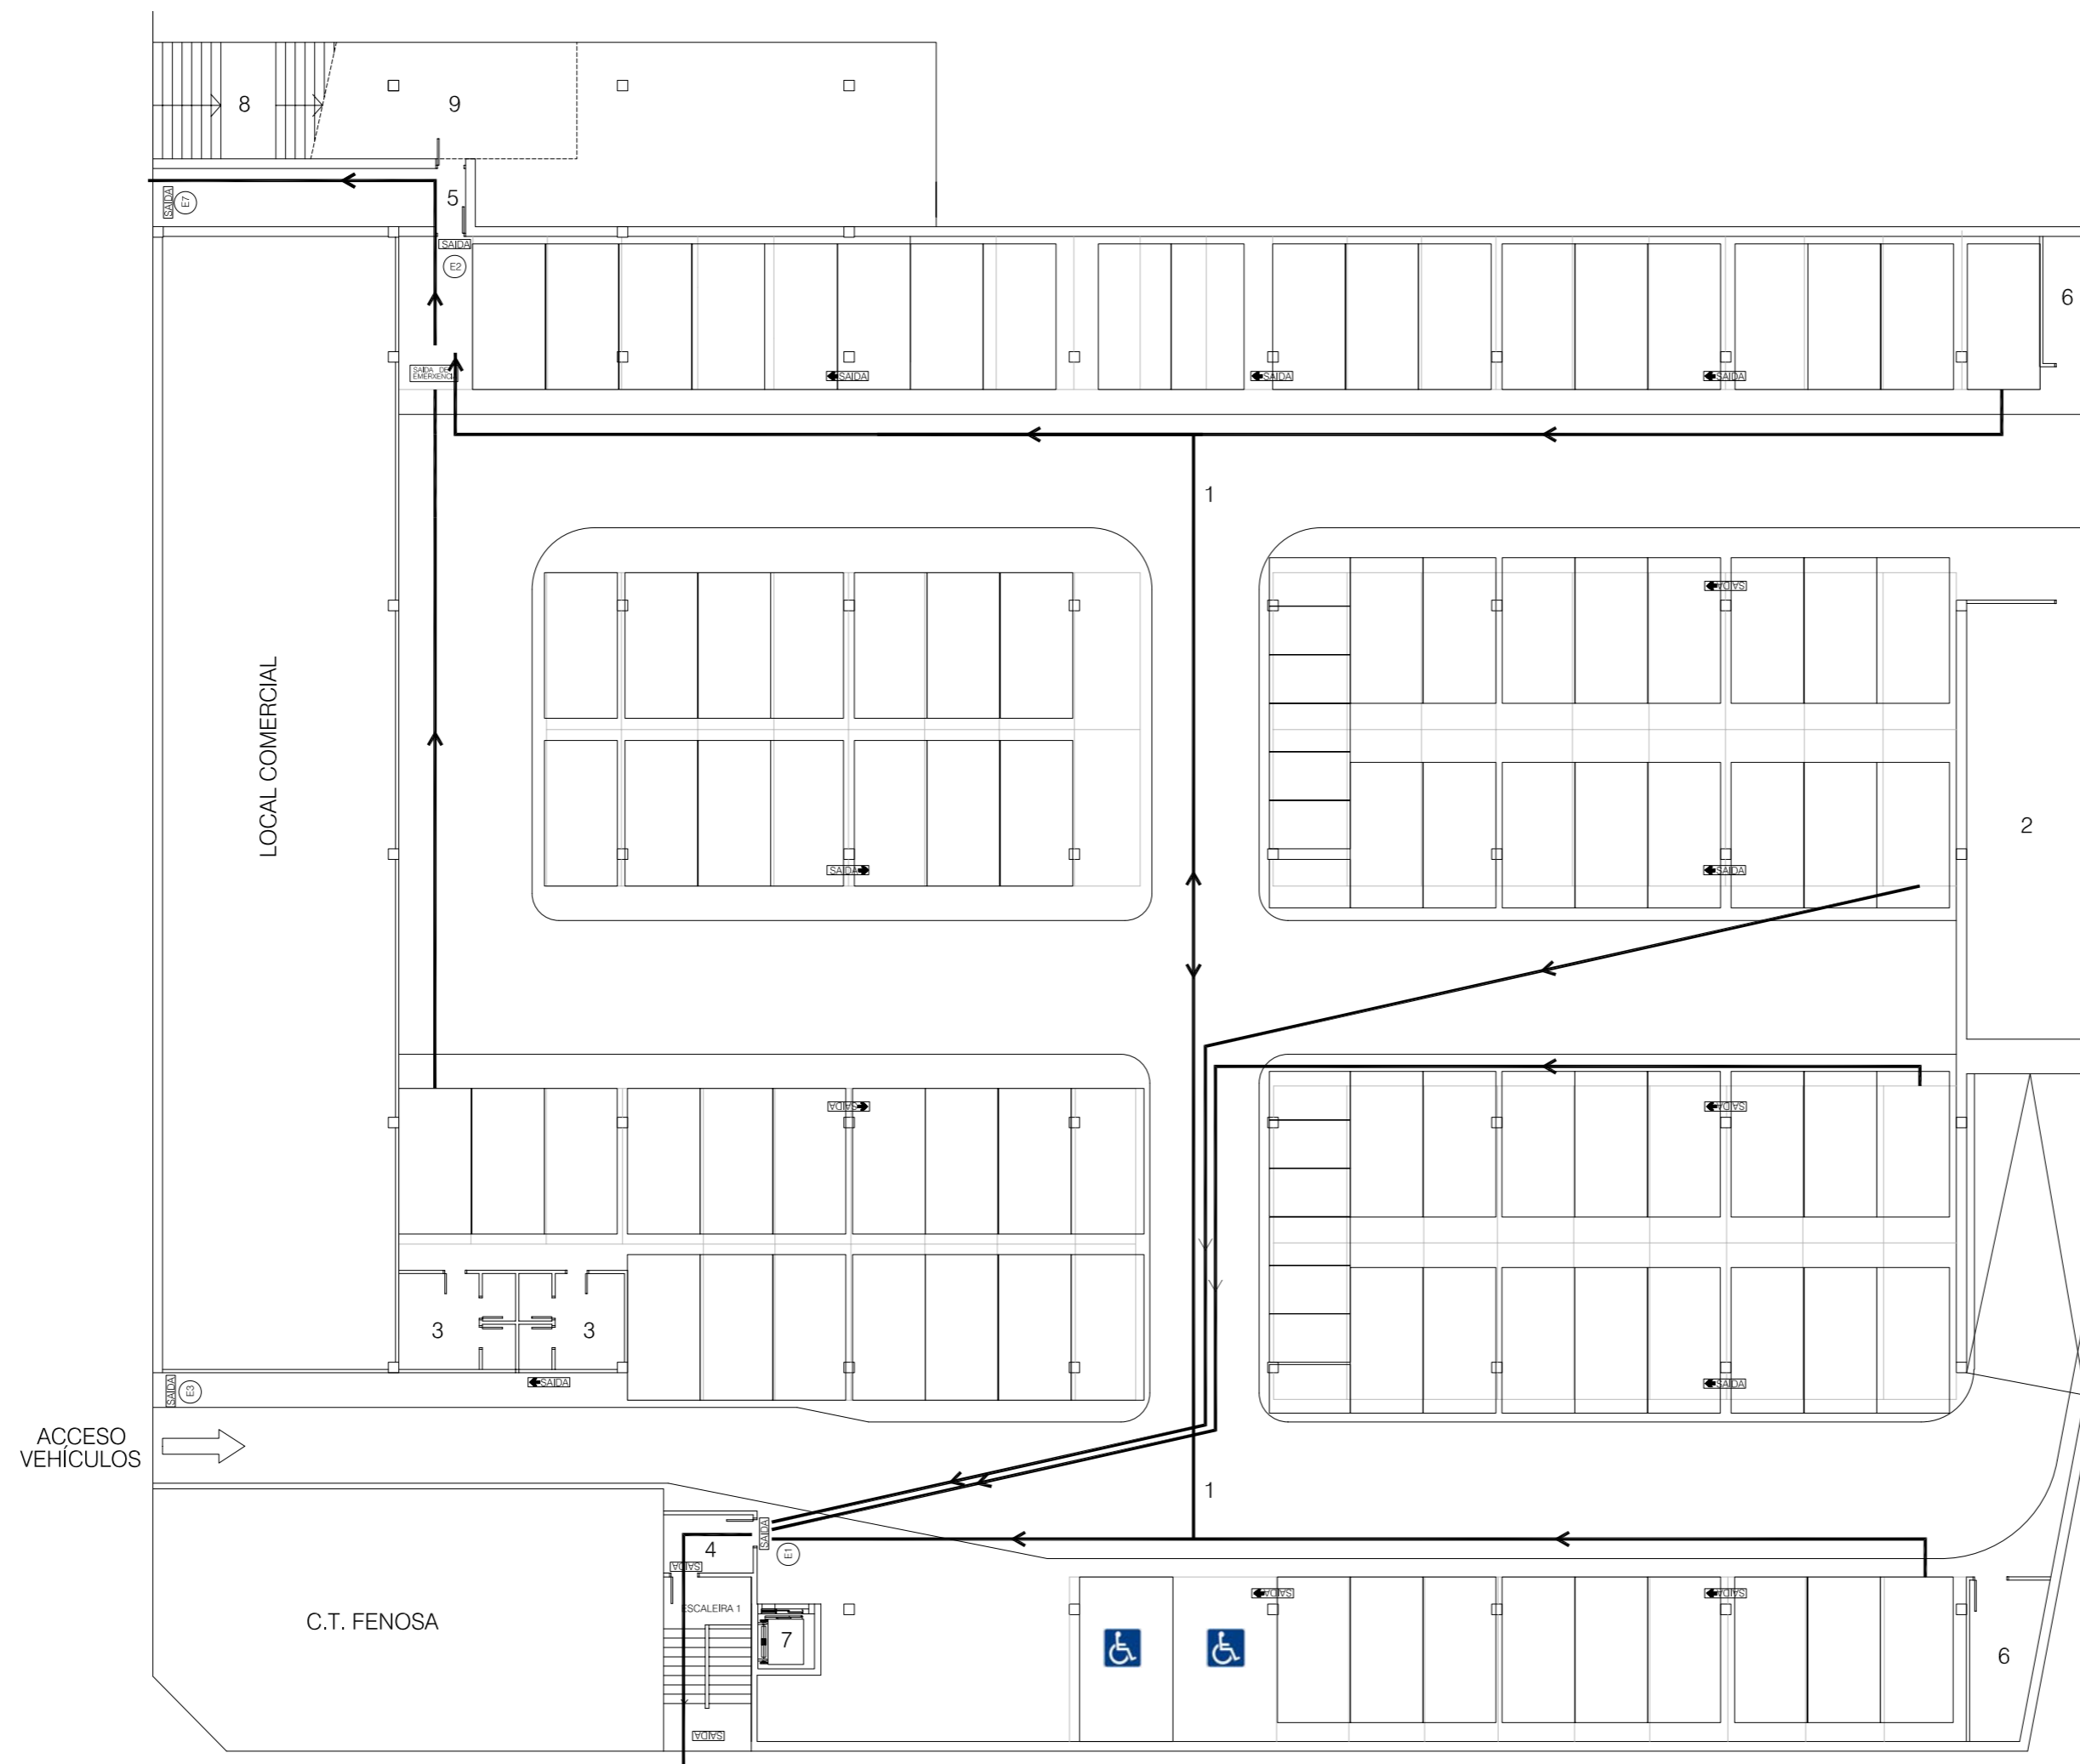 8
9
5
SAIDA
E7
SAIDA
E2
6
SAIDA DE
EMERXENCIA
SAIDA
SAIDA
SAIDA
1
SAIDA
LOCAL COMERCIAL
2
SAIDA
SAIDA
SAIDA
SAIDA
3
3
SAIDA
E3
SAIDA
SAIDA
ACCESO
VEHÍCULOS
1
SAIDA
4
E1
SAIDA
SAIDA
SAIDA
ESCALEIRA 1
C.T. FENOSA
7
6
SAIDA